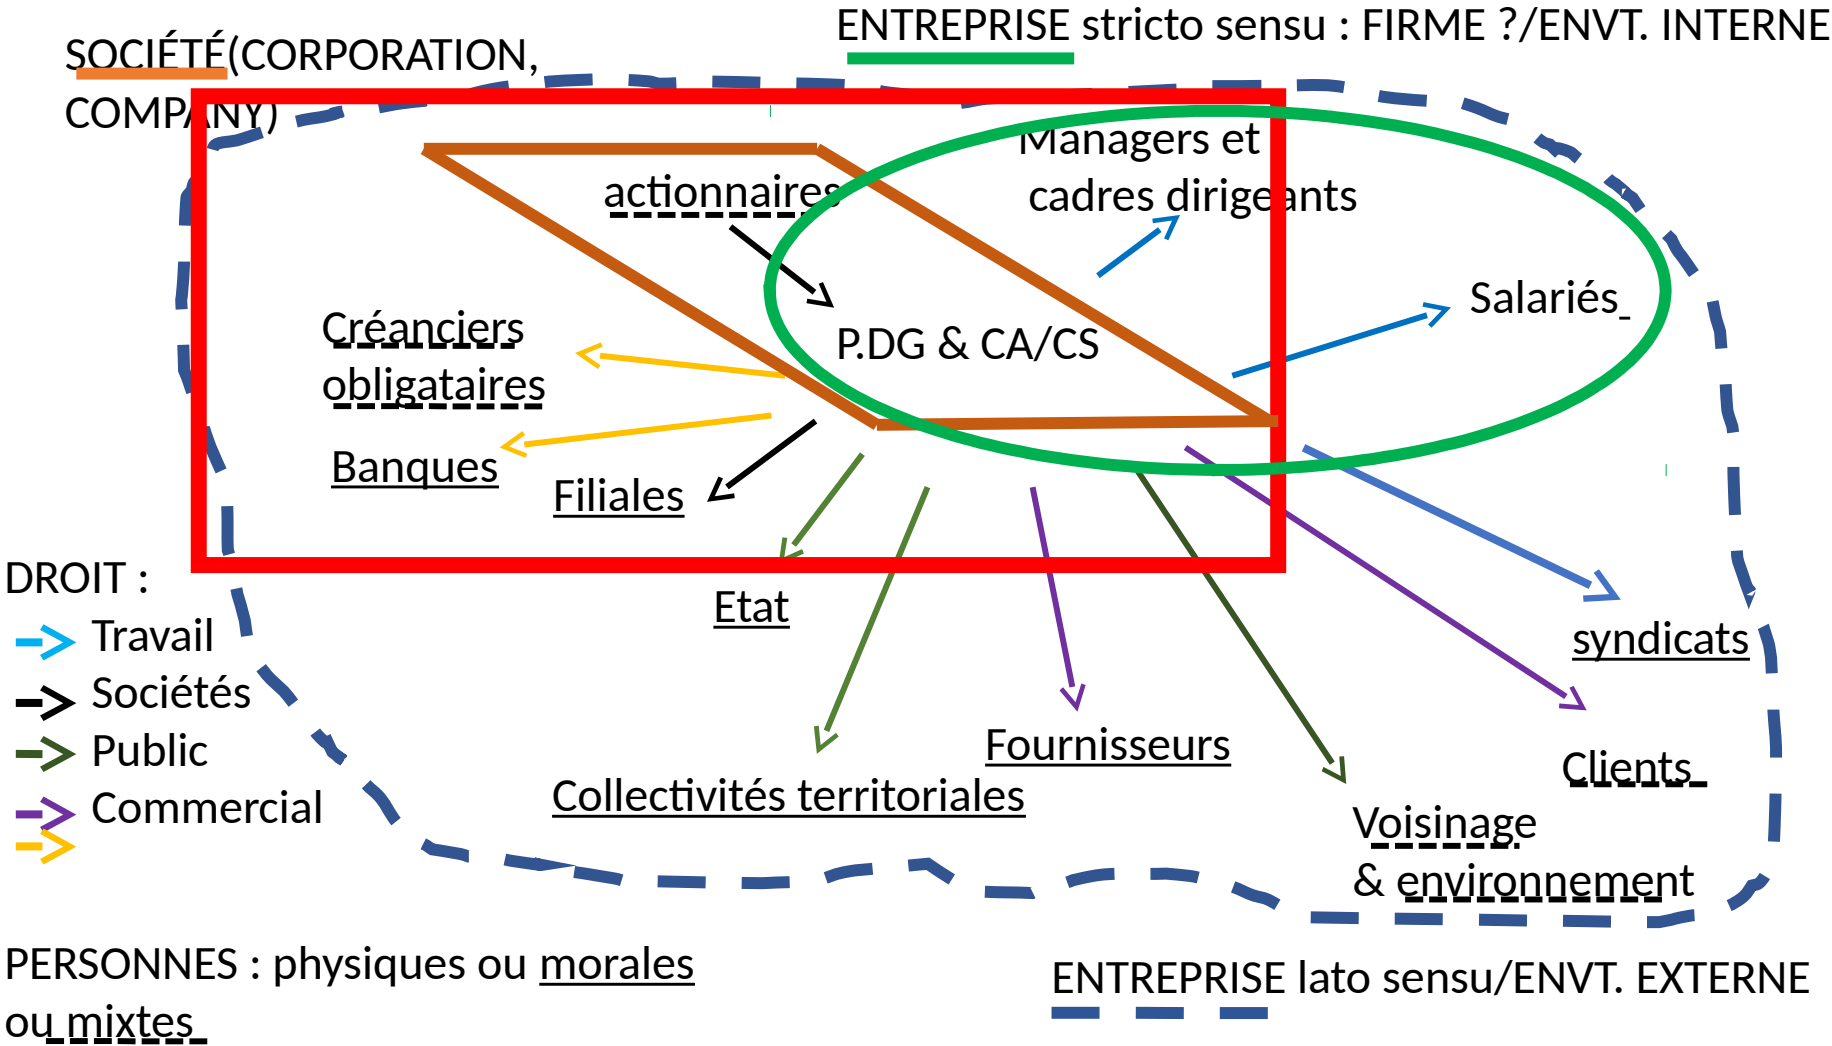 ENTREPRISE stricto sensu : FIRME ?/ENVT. INTERNE
SOCIÉTÉ(CORPORATION,
COMPANY)
Managers et
cadres dirigeants
actionnaires
Salariés
P.DG & CA/CS
Créanciers
obligataires
Banques
Filiales
DROIT :
Travail
Sociétés
Public
Commercial
Etat
syndicats
Fournisseurs
Clients
Collectivités territoriales
Voisinage
& environnement
PERSONNES : physiques ou morales
ou mixtes
ENTREPRISE lato sensu/ENVT. EXTERNE